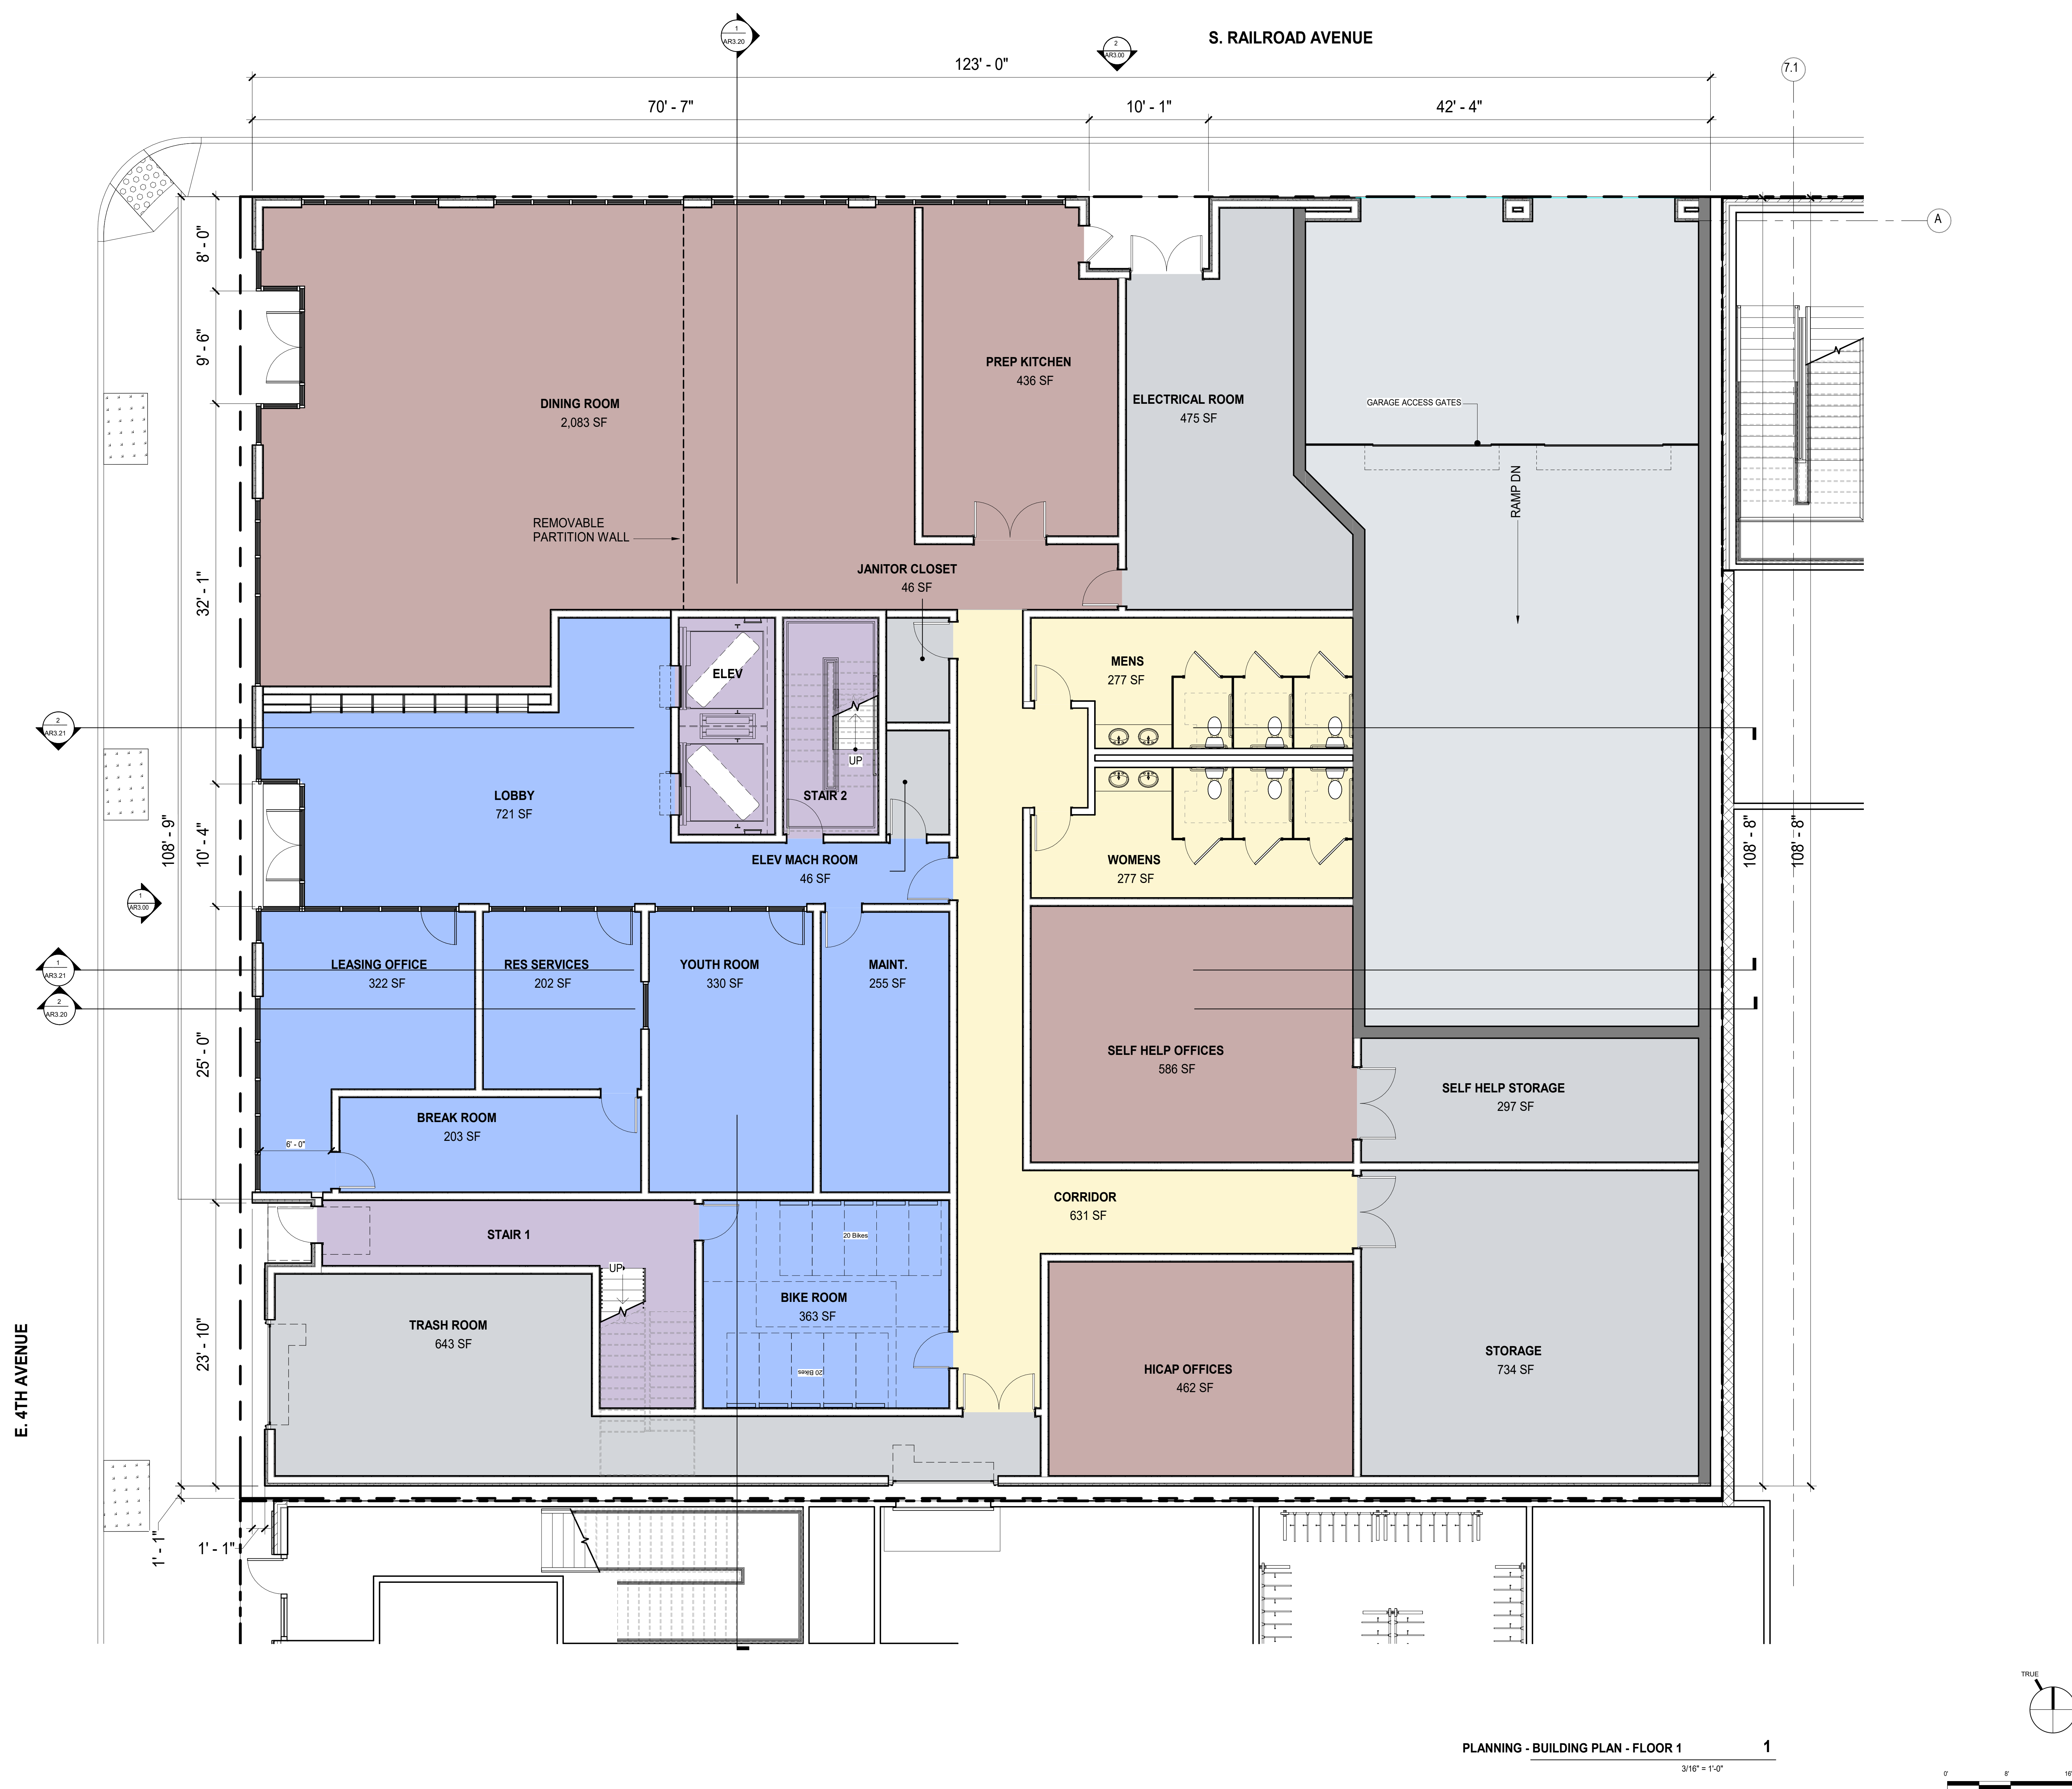 1
AR3.20
S. RAILROAD AVENUE
2
AR3.00
123' - 0"
7.1
70' - 7"
10' - 1"
42' - 4"
A
8' - 0"
9' - 6"
32' - 1"
108' - 9"
10' - 4"
25' - 0"
23' - 10"
1' - 1"
1' - 1"
108' - 8"
108' - 8"
PREP KITCHEN
436 SF
DINING ROOM
2,083 SF
ELECTRICAL ROOM
475 SF
GARAGE ACCESS GATES
RAMP DN
REMOVABLE
PARTITION WALL
JANITOR CLOSET
46 SF
MENS
277 SF
ELEV
2
AR3.21
UP
LOBBY
721 SF
STAIR 2
ELEV MACH ROOM
46 SF
WOMENS
277 SF
1
AR3.00
LEASING OFFICE
322 SF
RES SERVICES
202 SF
YOUTH ROOM
330 SF
MAINT.
255 SF
1
AR3.21
2
AR3.20
SELF HELP OFFICES
586 SF
SELF HELP STORAGE
297 SF
BREAK ROOM
203 SF
6' - 0"
CORRIDOR
631 SF
STAIR 1
20 Bikes
UP
BIKE ROOM
363 SF
20 Bikes
TRASH ROOM
643 SF
HICAP OFFICES
462 SF
STORAGE
734 SF
E. 4TH AVENUE
TRUE
PLANNING - BUILDING PLAN - FLOOR 1
1
3/16" = 1'-0"
0'
8'
16'